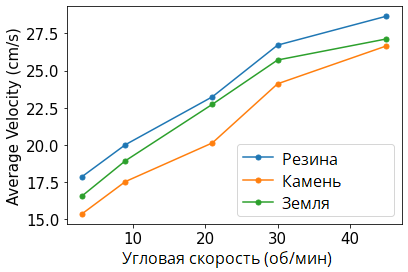 27.5
25.0
22.5
20.0
17.5
15.0
Average Velocity (cm/s)
Резина
Камень
Земля
10 20 30 40
Угловая скорость (об/мин)